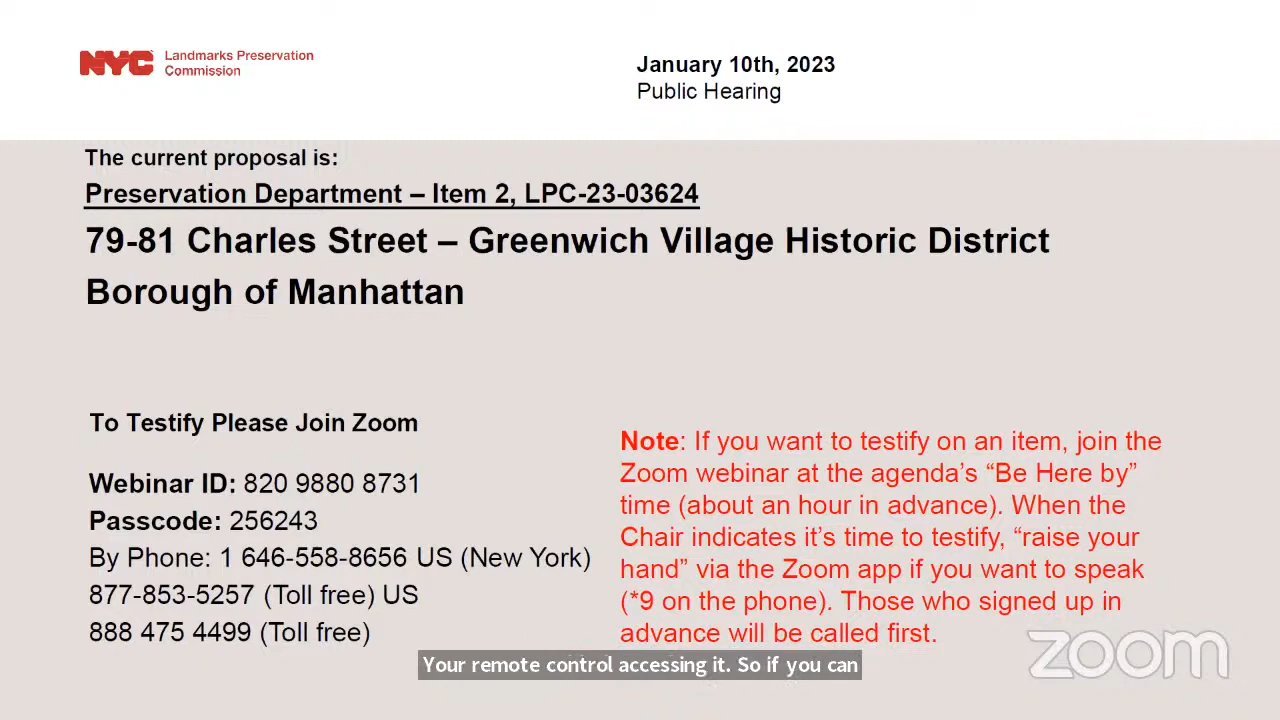 NYC Landmarks Preservation
Commission
January 10th, 2023
Public Hearing
The current proposal is:
Preservation Department – Item 2, LPC-23-03624
79-81 Charles Street – Greenwich Village Historic District
Borough of Manhattan
To Testify Please Join Zoom
Webinar ID: 820 9880 8731
Passcode: 256243
By Phone: 1 646-558-8656 US (New York)
877-853-5257 (Toll free) US
888 475 4499 (Toll free)
Note: If you want to testify on an item, join the
Zoom webinar at the agenda’s “Be Here by”
time (about an hour in advance). When the
Chair indicates it’s time to testify, “raise your
hand” via the Zoom app if you want to speak
(*9 on the phone). Those who signed up in
advance will be called first.
zoom
Your remote control accessing it. So if you can